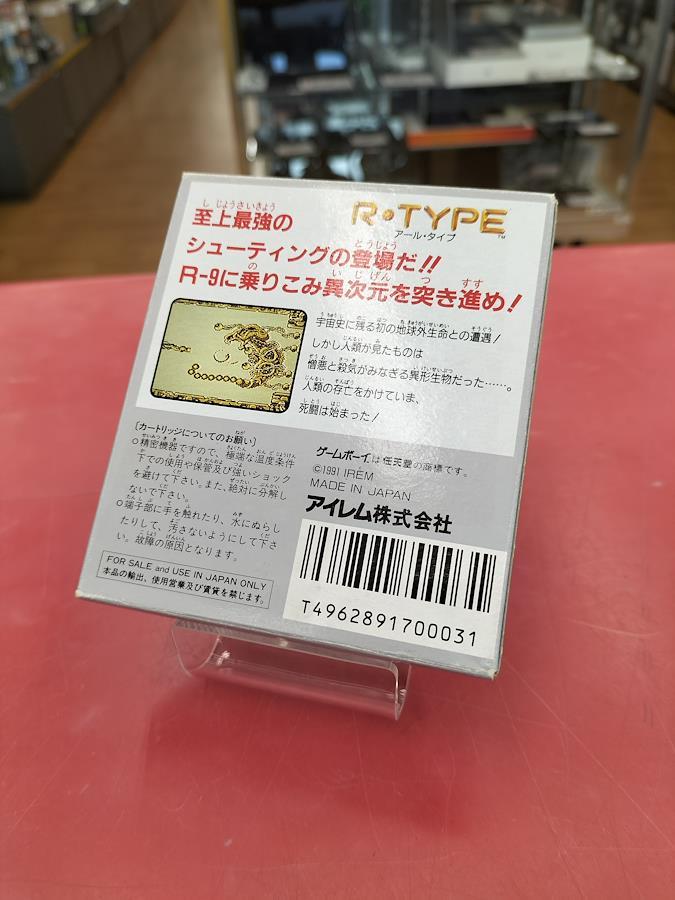 至上最強の
R・TYPE™
アール・タイプ
シューティングの登場だ!!
R-9に乗りこみ異次元を突き進め!
宇宙史に残る初の地球外生命との遭遇!
しかし人類が見たものは
憎悪と殺気がみなぎる異形生物だった……。
人類の存亡をかけていま、
死闘は始まった!
〔カートリッジについてのお願い〕
○精密機器ですので、極端な温度条件
下での使用や保管及び強いショック
を避けて下さい。また、絶対に分解し
ないで下さい。
○端子部に手を触れたり、水にぬらし
たりして、汚さないようにして下さ
い。故障の原因となります。
FOR SALE and USE IN JAPAN ONLY
本品の輸出、使用営業及び賃貸を禁じます。
ゲームボーイは任天堂の商標です。
©1991 IREM
MADE IN JAPAN
アイレム株式会社
T4962891700031